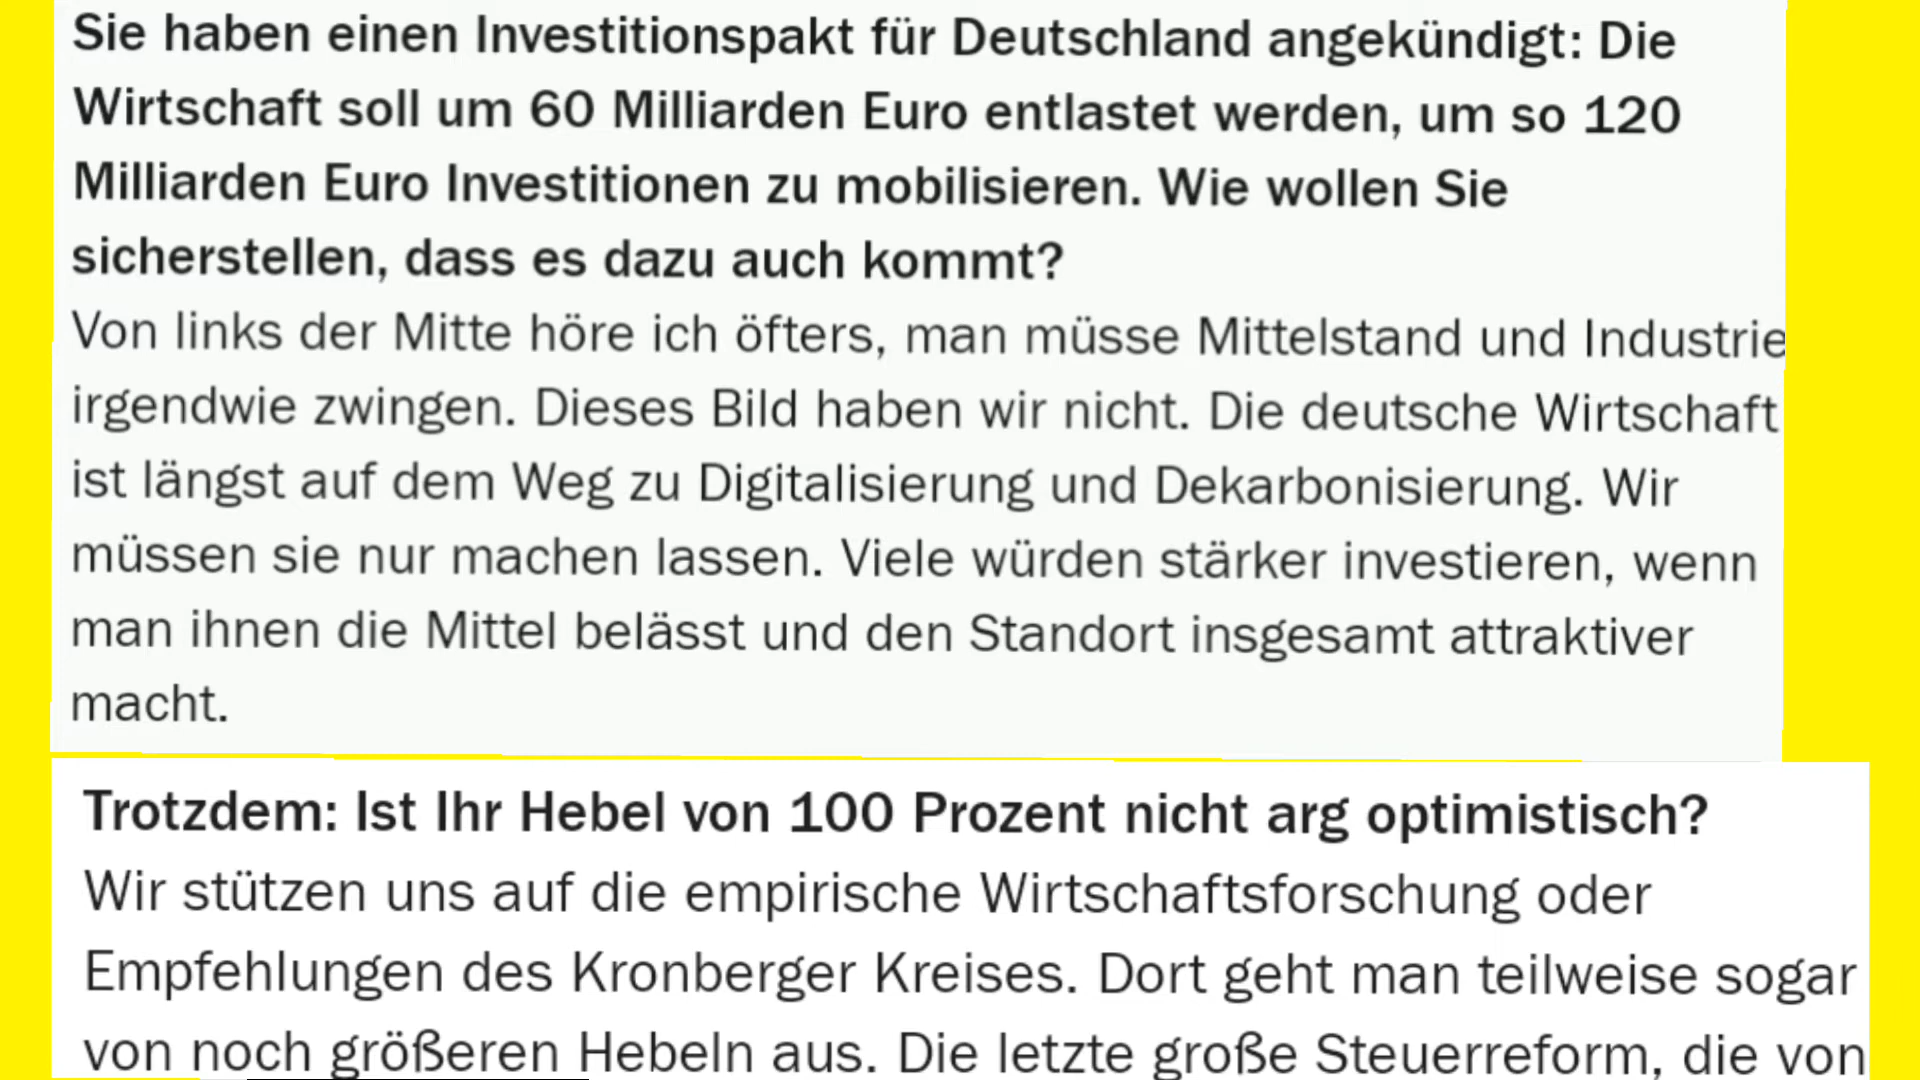 Sie haben einen Investitionspakt für Deutschland angekündigt: Die
Wirtschaft soll um 60 Milliarden Euro entlastet werden, um so 120
Milliarden Euro Investitionen zu mobilisieren. Wie wollen Sie
sicherstellen, dass es dazu auch kommt?
Von links der Mitte höre ich öfters, man müsse Mittelstand und Industrie
irgendwie zwingen. Dieses Bild haben wir nicht. Die deutsche Wirtschaft
ist längst auf dem Weg zu Digitalisierung und Dekarbonisierung. Wir
müssen sie nur machen lassen. Viele würden stärker investieren, wenn
man ihnen die Mittel belässt und den Standort insgesamt attraktiver
macht.
Trotzdem: Ist Ihr Hebel von 100 Prozent nicht arg optimistisch?
Wir stützen uns auf die empirische Wirtschaftsforschung oder
Empfehlungen des Kronberger Kreises. Dort geht man teilweise sogar
von noch größeren Hebeln aus. Die letzte große Steuerreform, die von